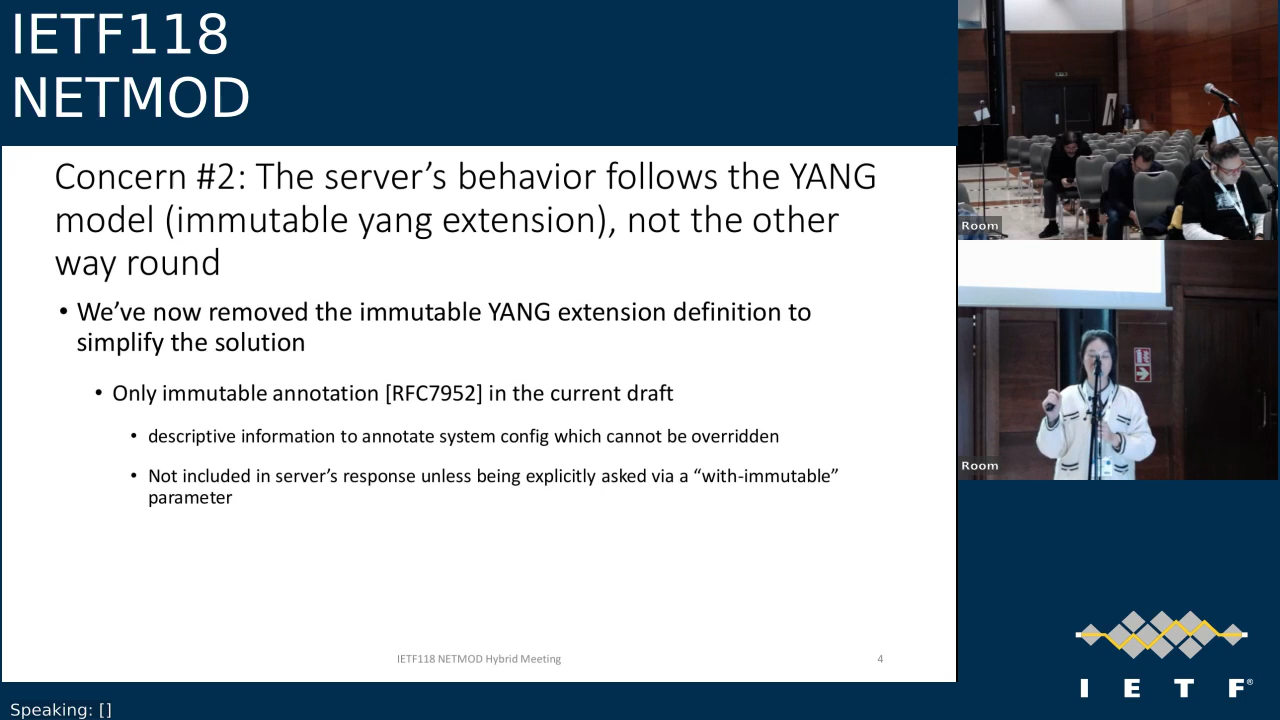 IETF118
NETMOD
Concern #2: The server’s behavior follows the YANG
model (immutable yang extension), not the other
way round
• We’ve now removed the immutable YANG extension definition to
simplify the solution
• Only immutable annotation [RFC7952] in the current draft
• descriptive information to annotate system config which cannot be overridden
• Not included in server’s response unless being explicitly asked via a “with-immutable”
parameter
IETF118 NETMOD Hybrid Meeting
4
Room
Room
I E T F®
Speaking: []